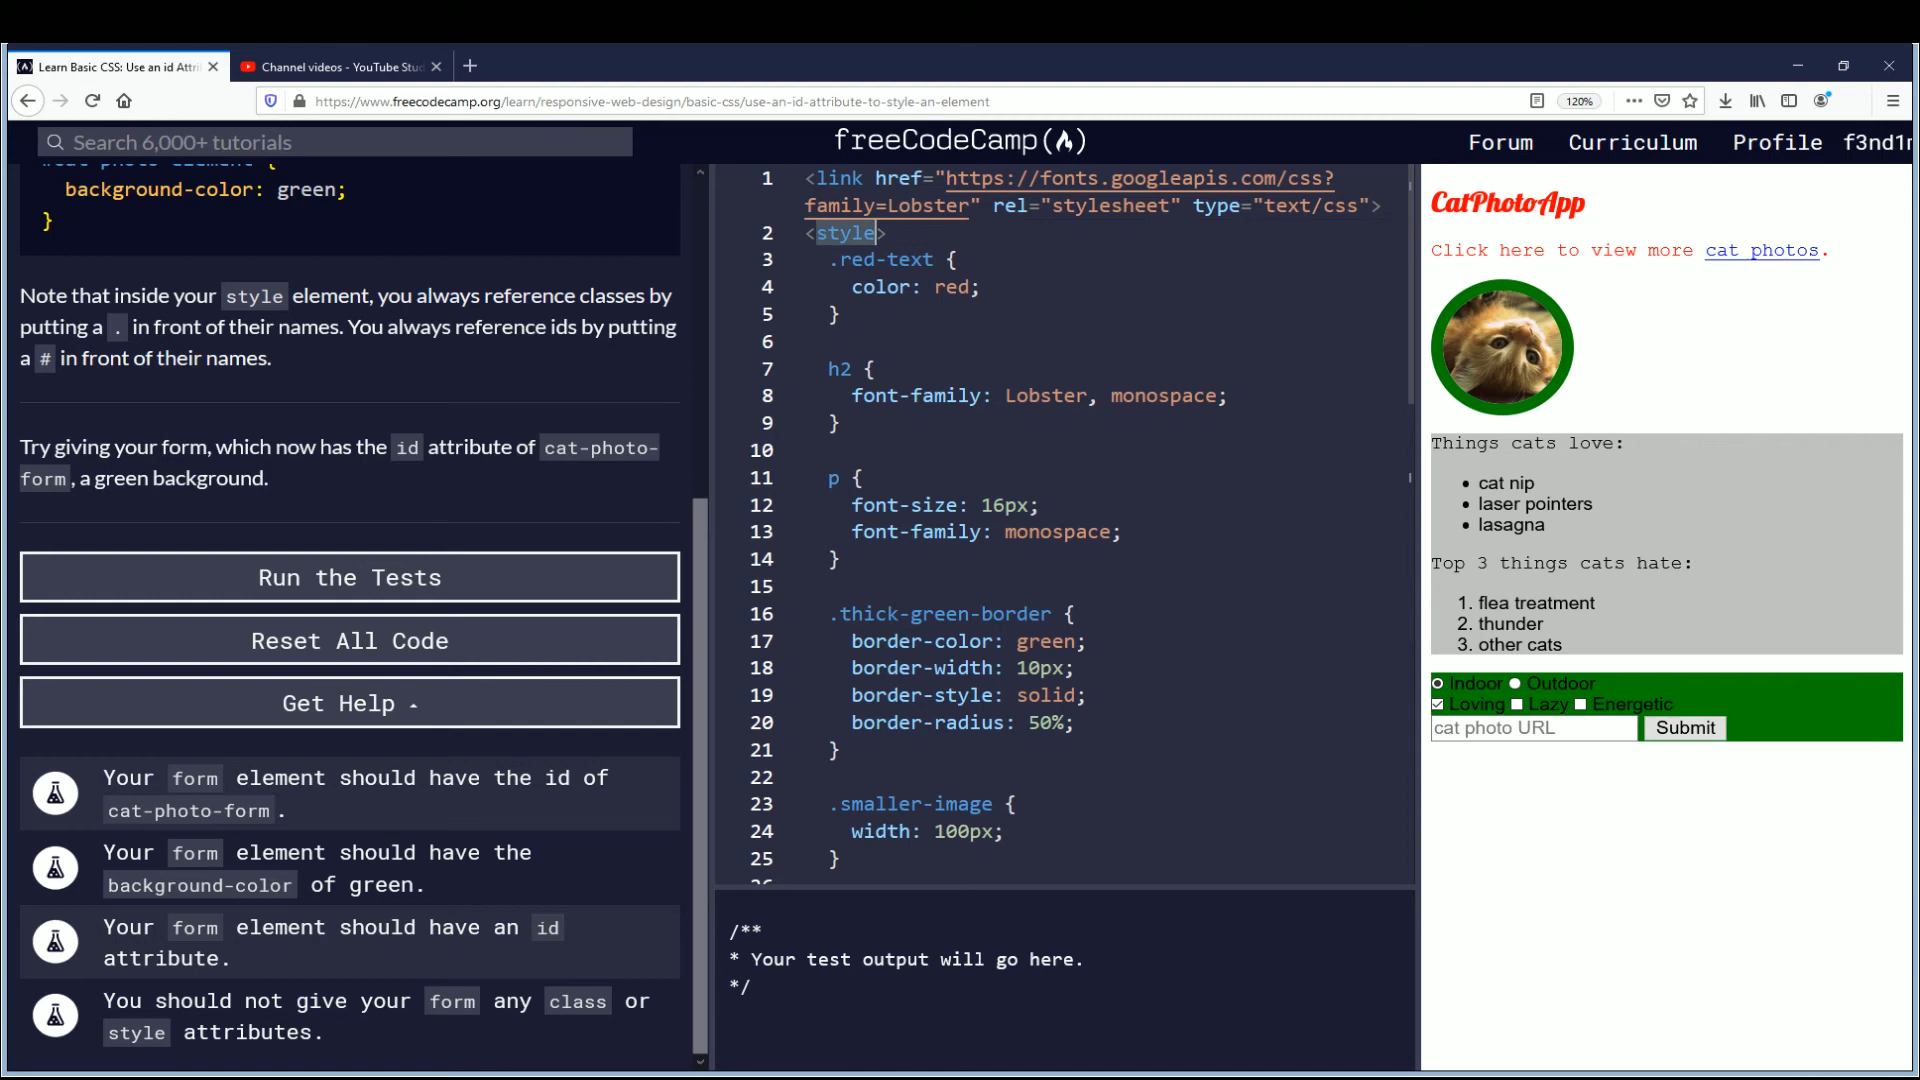 Learn Basic CSS: Use an id Attri
Channel videos - YouTube Stud
https://www.freecodecamp.org/learn/responsive-web-design/basic-css/use-an-id-attribute-to-style-an-element
120%
Search 6,000+ tutorials
freeCodeCamp
Forum
Curriculum
Profile
f3nd1
background-color: green;
}
Note that inside your style element, you always reference classes by
putting a . in front of their names. You always reference ids by putting
a # in front of their names.
Try giving your form, which now has the id attribute of cat-photo-
form, a green background.
Run the Tests
Reset All Code
Get Help
Your form element should have the id of
cat-photo-form.
Your form element should have the
background-color of green.
Your form element should have an id
attribute.
You should not give your form any class or
style attributes.
1 <link href="https://fonts.googleapis.com/css?
family=Lobster" rel="stylesheet" type="text/css">
2 <style>
3 .red-text {
4 color: red;
5 }
6
7 h2 {
8 font-family: Lobster, monospace;
9 }
10
11 p {
12 font-size: 16px;
13 font-family: monospace;
14 }
15
16 .thick-green-border {
17 border-color: green;
18 border-width: 10px;
19 border-style: solid;
20 border-radius: 50%;
21 }
22
23 .smaller-image {
24 width: 100px;
25 }
/**
* Your test output will go here.
*/
CatPhotoApp
Click here to view more cat photos.
Things cats love:
• cat nip
• laser pointers
• lasagna
Top 3 things cats hate:
1. flea treatment
2. thunder
3. other cats
Indoor Outdoor
Loving Lazy Energetic
cat photo URL Submit